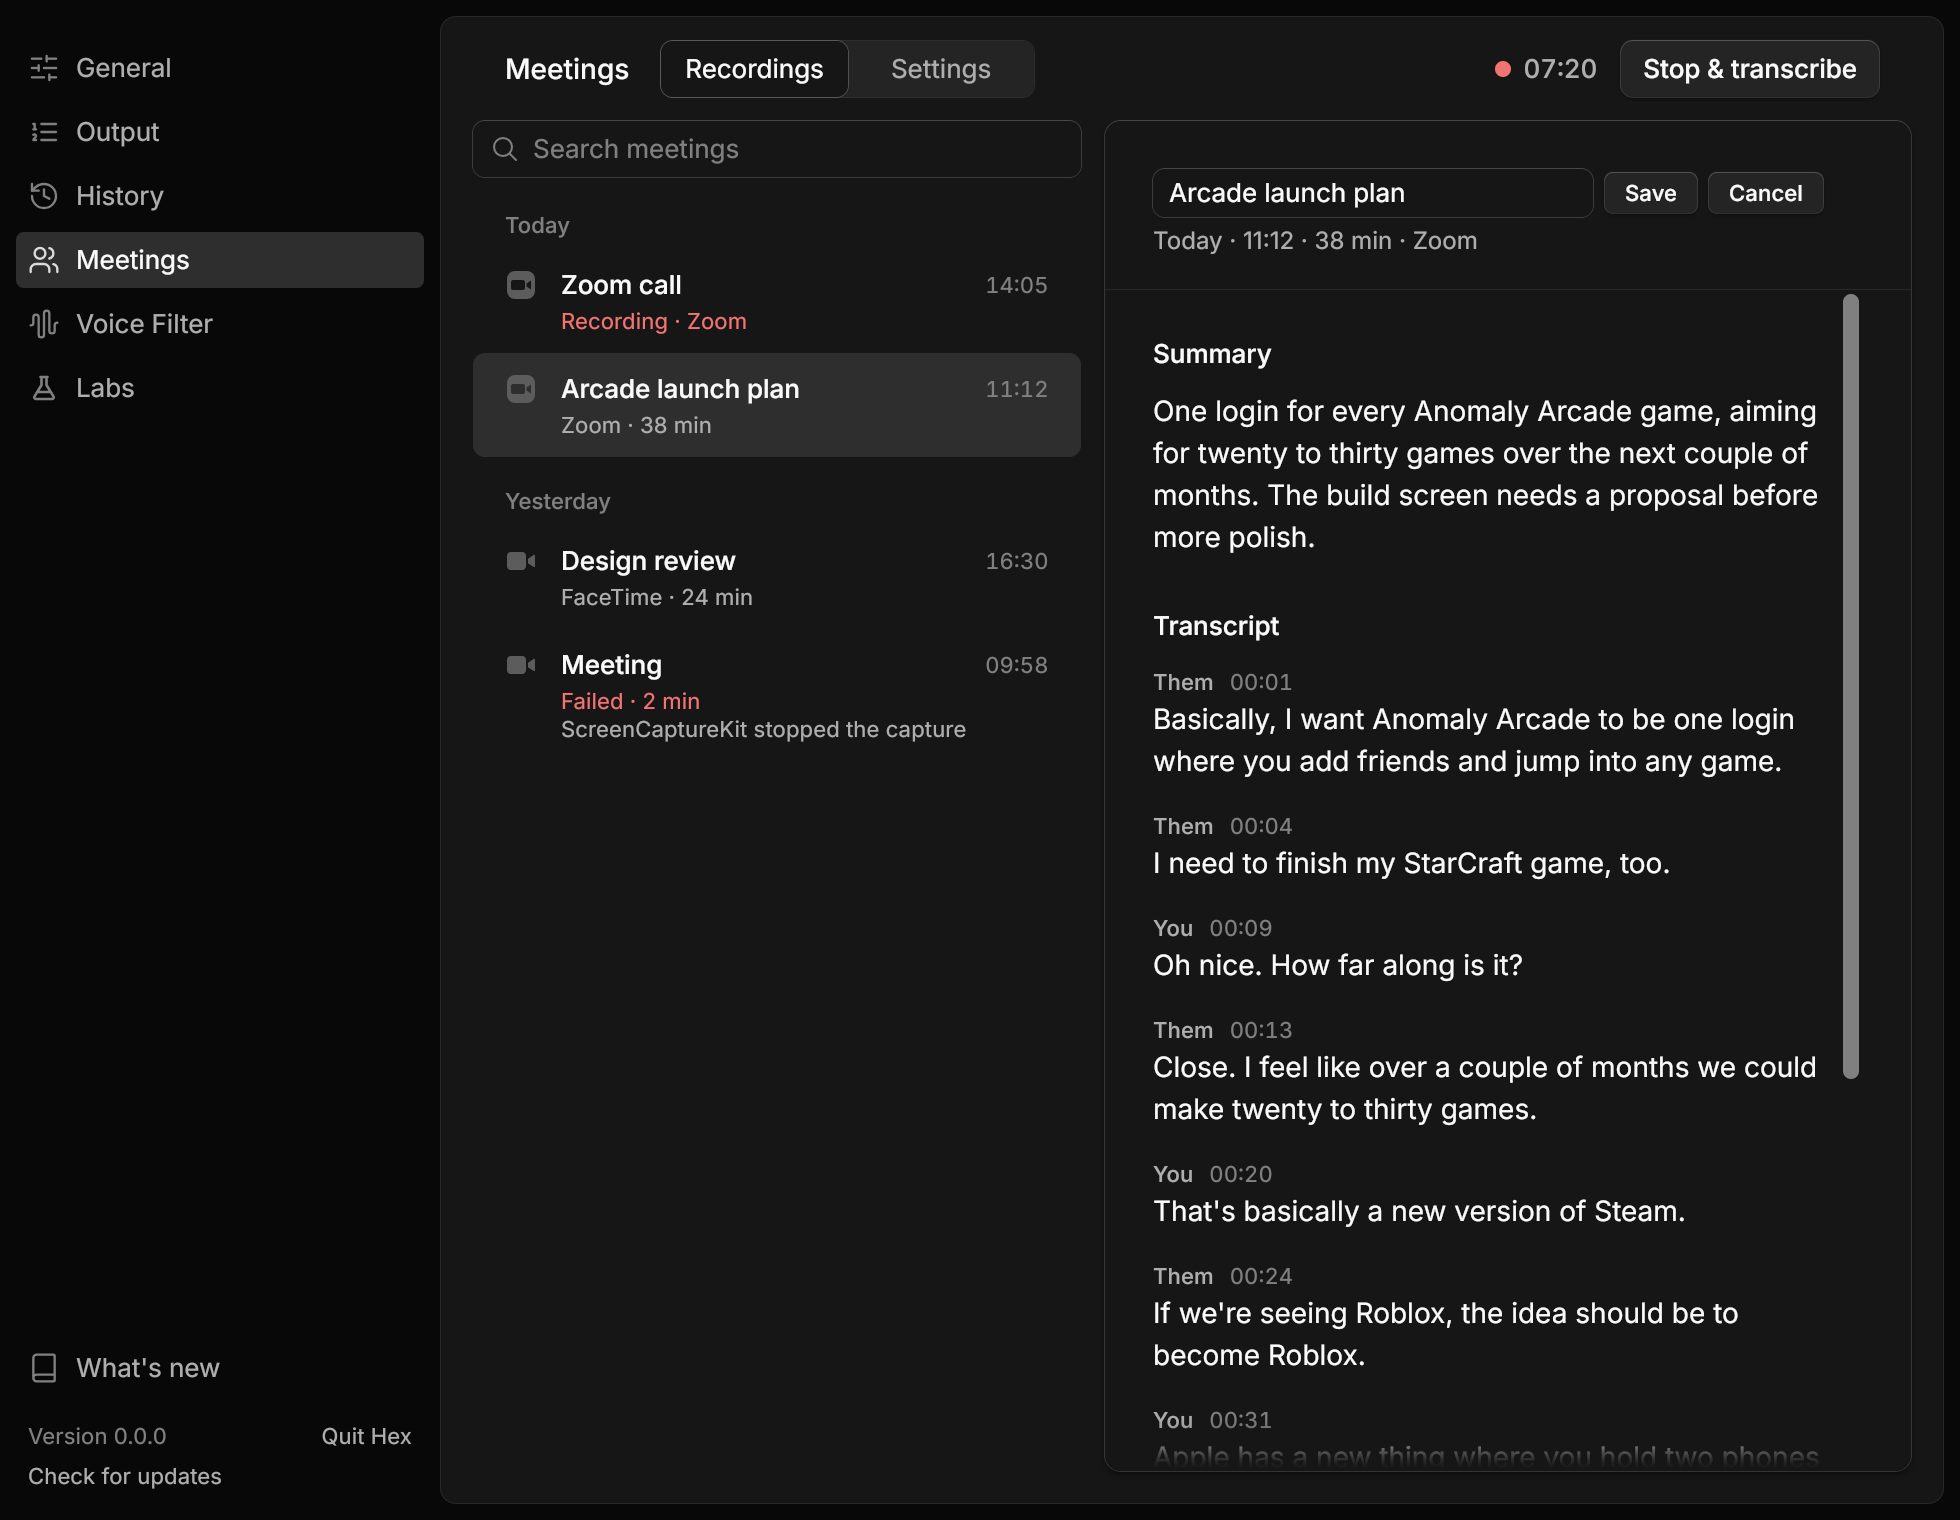 General
Output
History
Meetings
Voice Filter
Labs
What's new
Version 0.0.0
Quit Hex
Check for updates
Meetings
Recordings
Settings
07:20
Stop & transcribe
Search meetings
Today
Zoom call
14:05
Recording · Zoom
Arcade launch plan
11:12
Zoom · 38 min
Yesterday
Design review
16:30
FaceTime · 24 min
Meeting
09:58
Failed · 2 min
ScreenCaptureKit stopped the capture
Arcade launch plan
Save
Cancel
Today · 11:12 · 38 min · Zoom
Summary
One login for every Anomaly Arcade game, aiming
for twenty to thirty games over the next couple of
months. The build screen needs a proposal before
more polish.
Transcript
Them 00:01
Basically, I want Anomaly Arcade to be one login
where you add friends and jump into any game.
Them 00:04
I need to finish my StarCraft game, too.
You 00:09
Oh nice. How far along is it?
Them 00:13
Close. I feel like over a couple of months we could
make twenty to thirty games.
You 00:20
That's basically a new version of Steam.
Them 00:24
If we're seeing Roblox, the idea should be to
become Roblox.
You 00:31
Apple has a new thing where you hold two phones